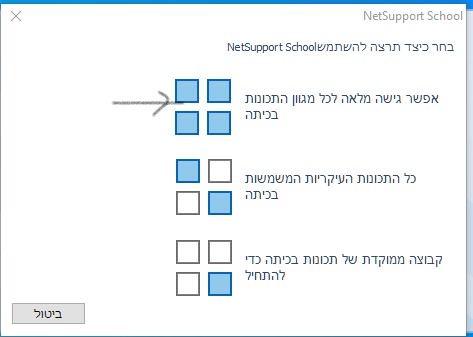 NetSupport School
בחר כיצד תרצה להשתמשNetSupport School
אפשר גישה מלאה לכל מגוון התכונות
בכיתה
כל התכונות העיקריות המשמשות
בכיתה
קבוצה ממוקדת של תכונות בכיתה כדי
להתחיל
ביטול